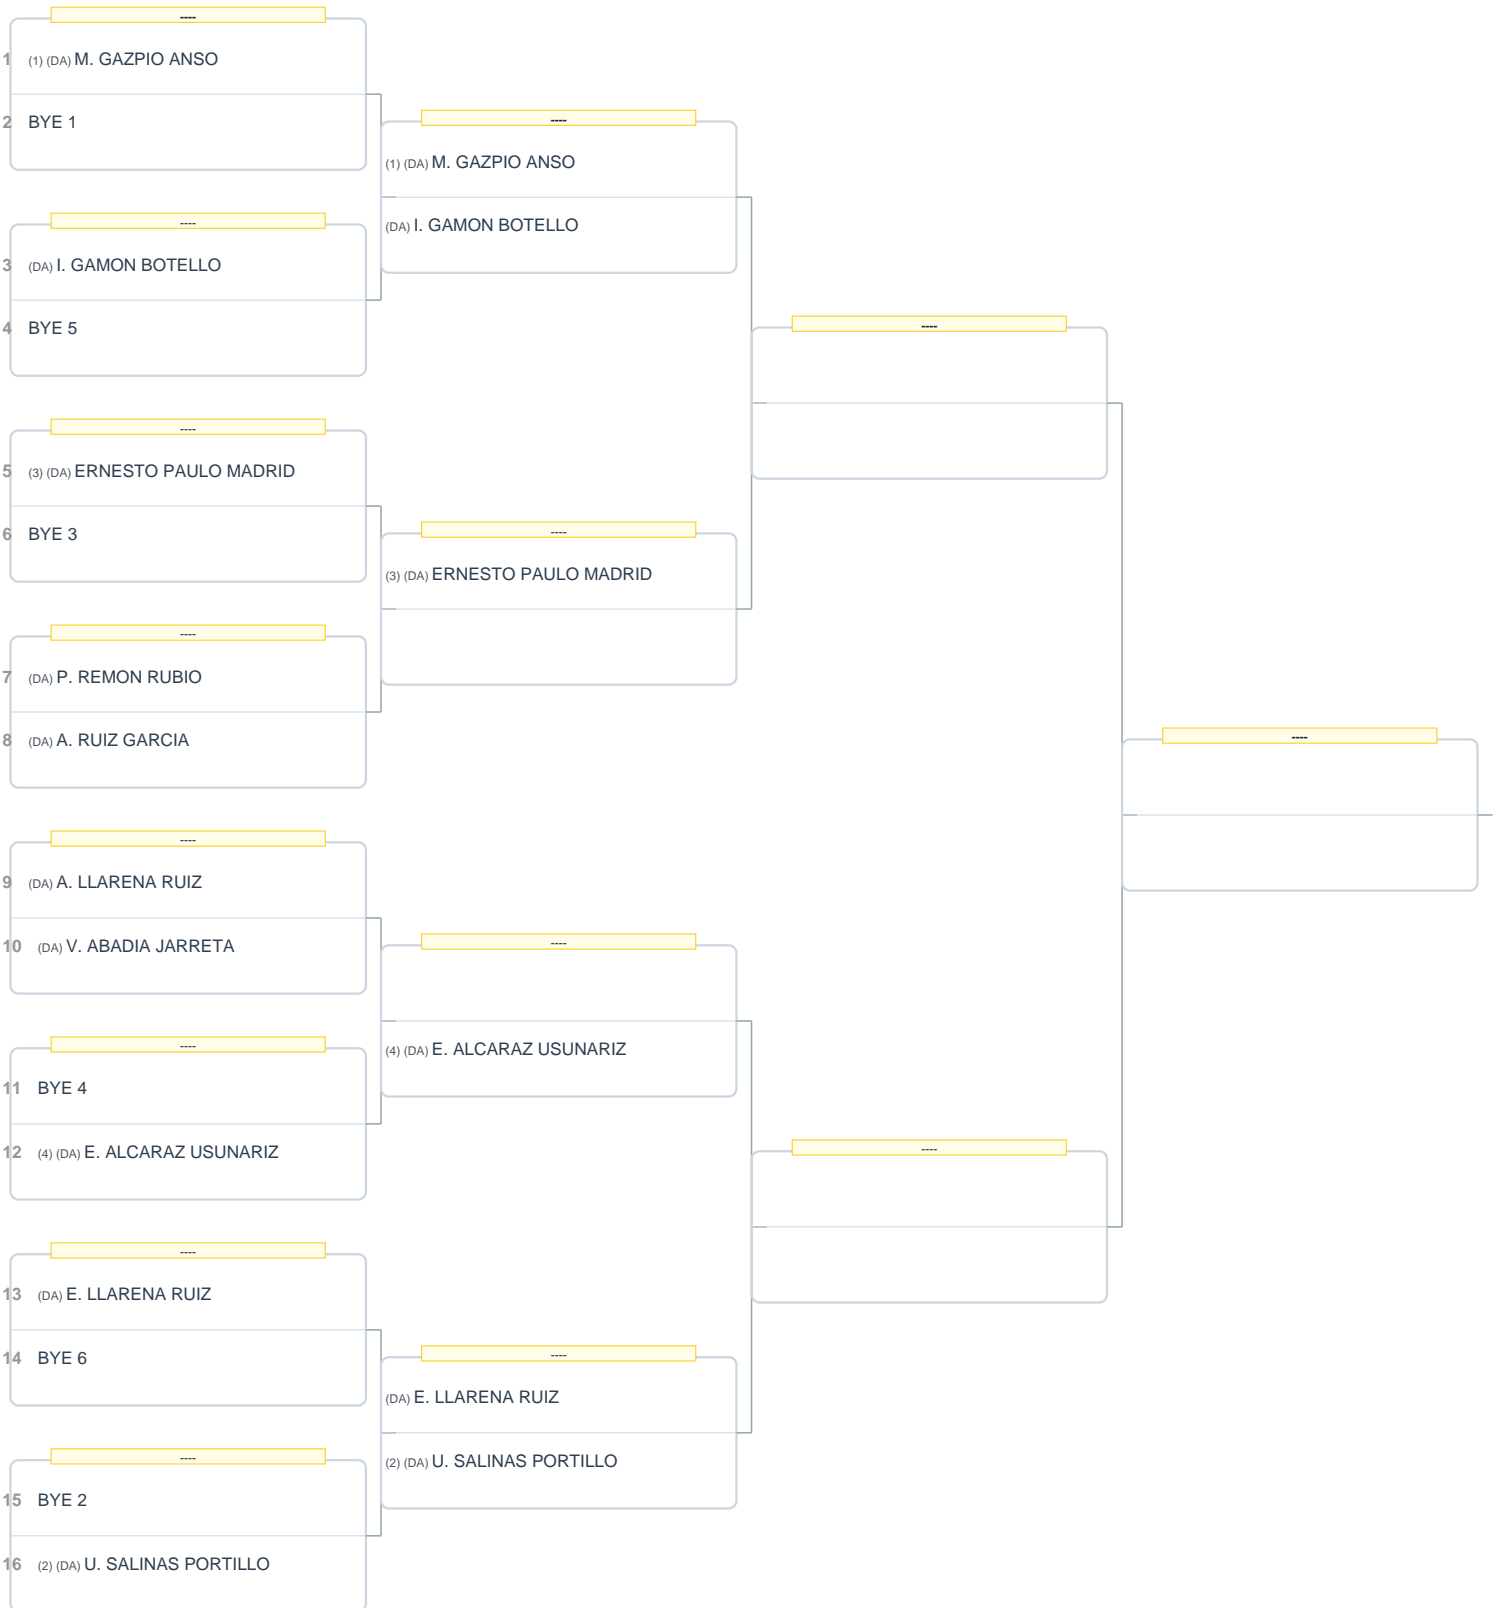 ----
1 (1) (DA) M. GAZPIO ANSO
2 BYE 1
----
3 (DA) I. GAMON BOTELLO
4 BYE 5
----
5 (3) (DA) ERNESTO PAULO MADRID
6 BYE 3
----
7 (DA) P. REMON RUBIO
8 (DA) A. RUIZ GARCIA
----
9 (DA) A. LLARENA RUIZ
10 (DA) V. ABADIA JARRETA
----
11 BYE 4
12 (4) (DA) E. ALCARAZ USUNARIZ
----
13 (DA) E. LLARENA RUIZ
14 BYE 6
----
15 BYE 2
16 (2) (DA) U. SALINAS PORTILLO
----
(1) (DA) M. GAZPIO ANSO
(DA) I. GAMON BOTELLO
----
(3) (DA) ERNESTO PAULO MADRID
----
(4) (DA) E. ALCARAZ USUNARIZ
----
(DA) E. LLARENA RUIZ
(2) (DA) U. SALINAS PORTILLO
----
----
----